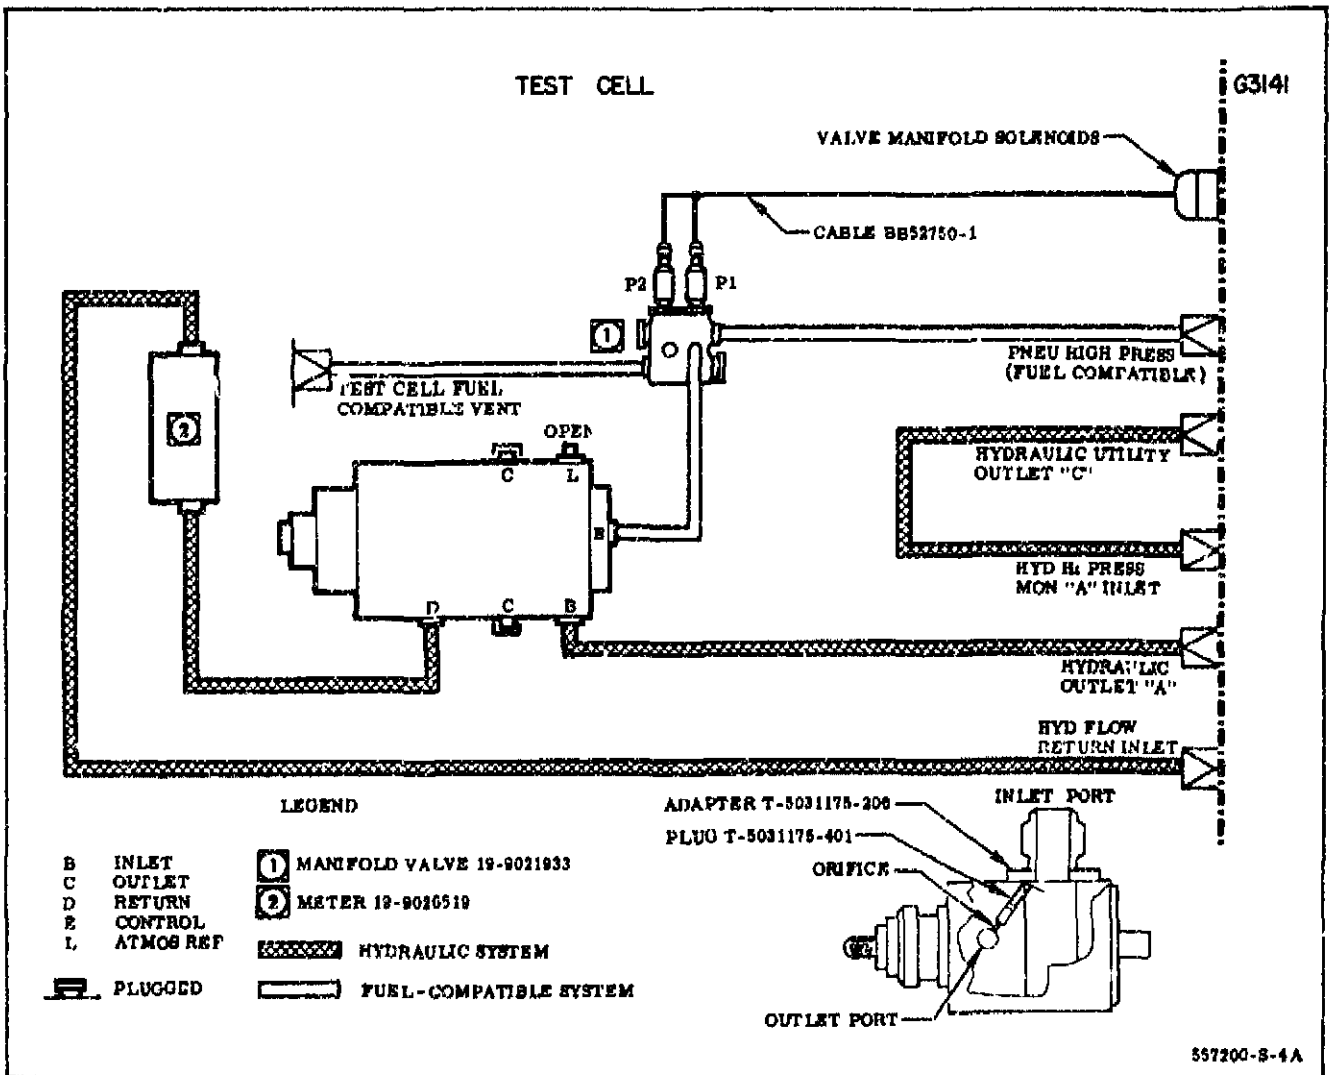 TEST CELL
G3141
VALVE MANIFOLD SOLENOIDS
CABLE BB52750-1
P2
P1
1
PNEU HIGH PRESS
(FUEL COMPATIBLE)
TEST CELL FUEL
COMPATIBLE VENT
2
OPEN
C
L
HYDRAULIC UTILITY
OUTLET "C"
E
HYD Hi PRESS
MON "A" INLET
D
C
B
HYDRAULIC
OUTLET "A"
HYD FLOW
RETURN INLET
LEGEND
B INLET
C OUTLET
D RETURN
E CONTROL
L ATMOS REF
PLUGGED
1 MANIFOLD VALVE 19-9021933
2 METER 19-9026519
HYDRAULIC SYSTEM
FUEL-COMPATIBLE SYSTEM
INLET PORT
ADAPTER T-5031175-206
PLUG T-5031175-401
ORIFICE
OUTLET PORT
557200-S-4A